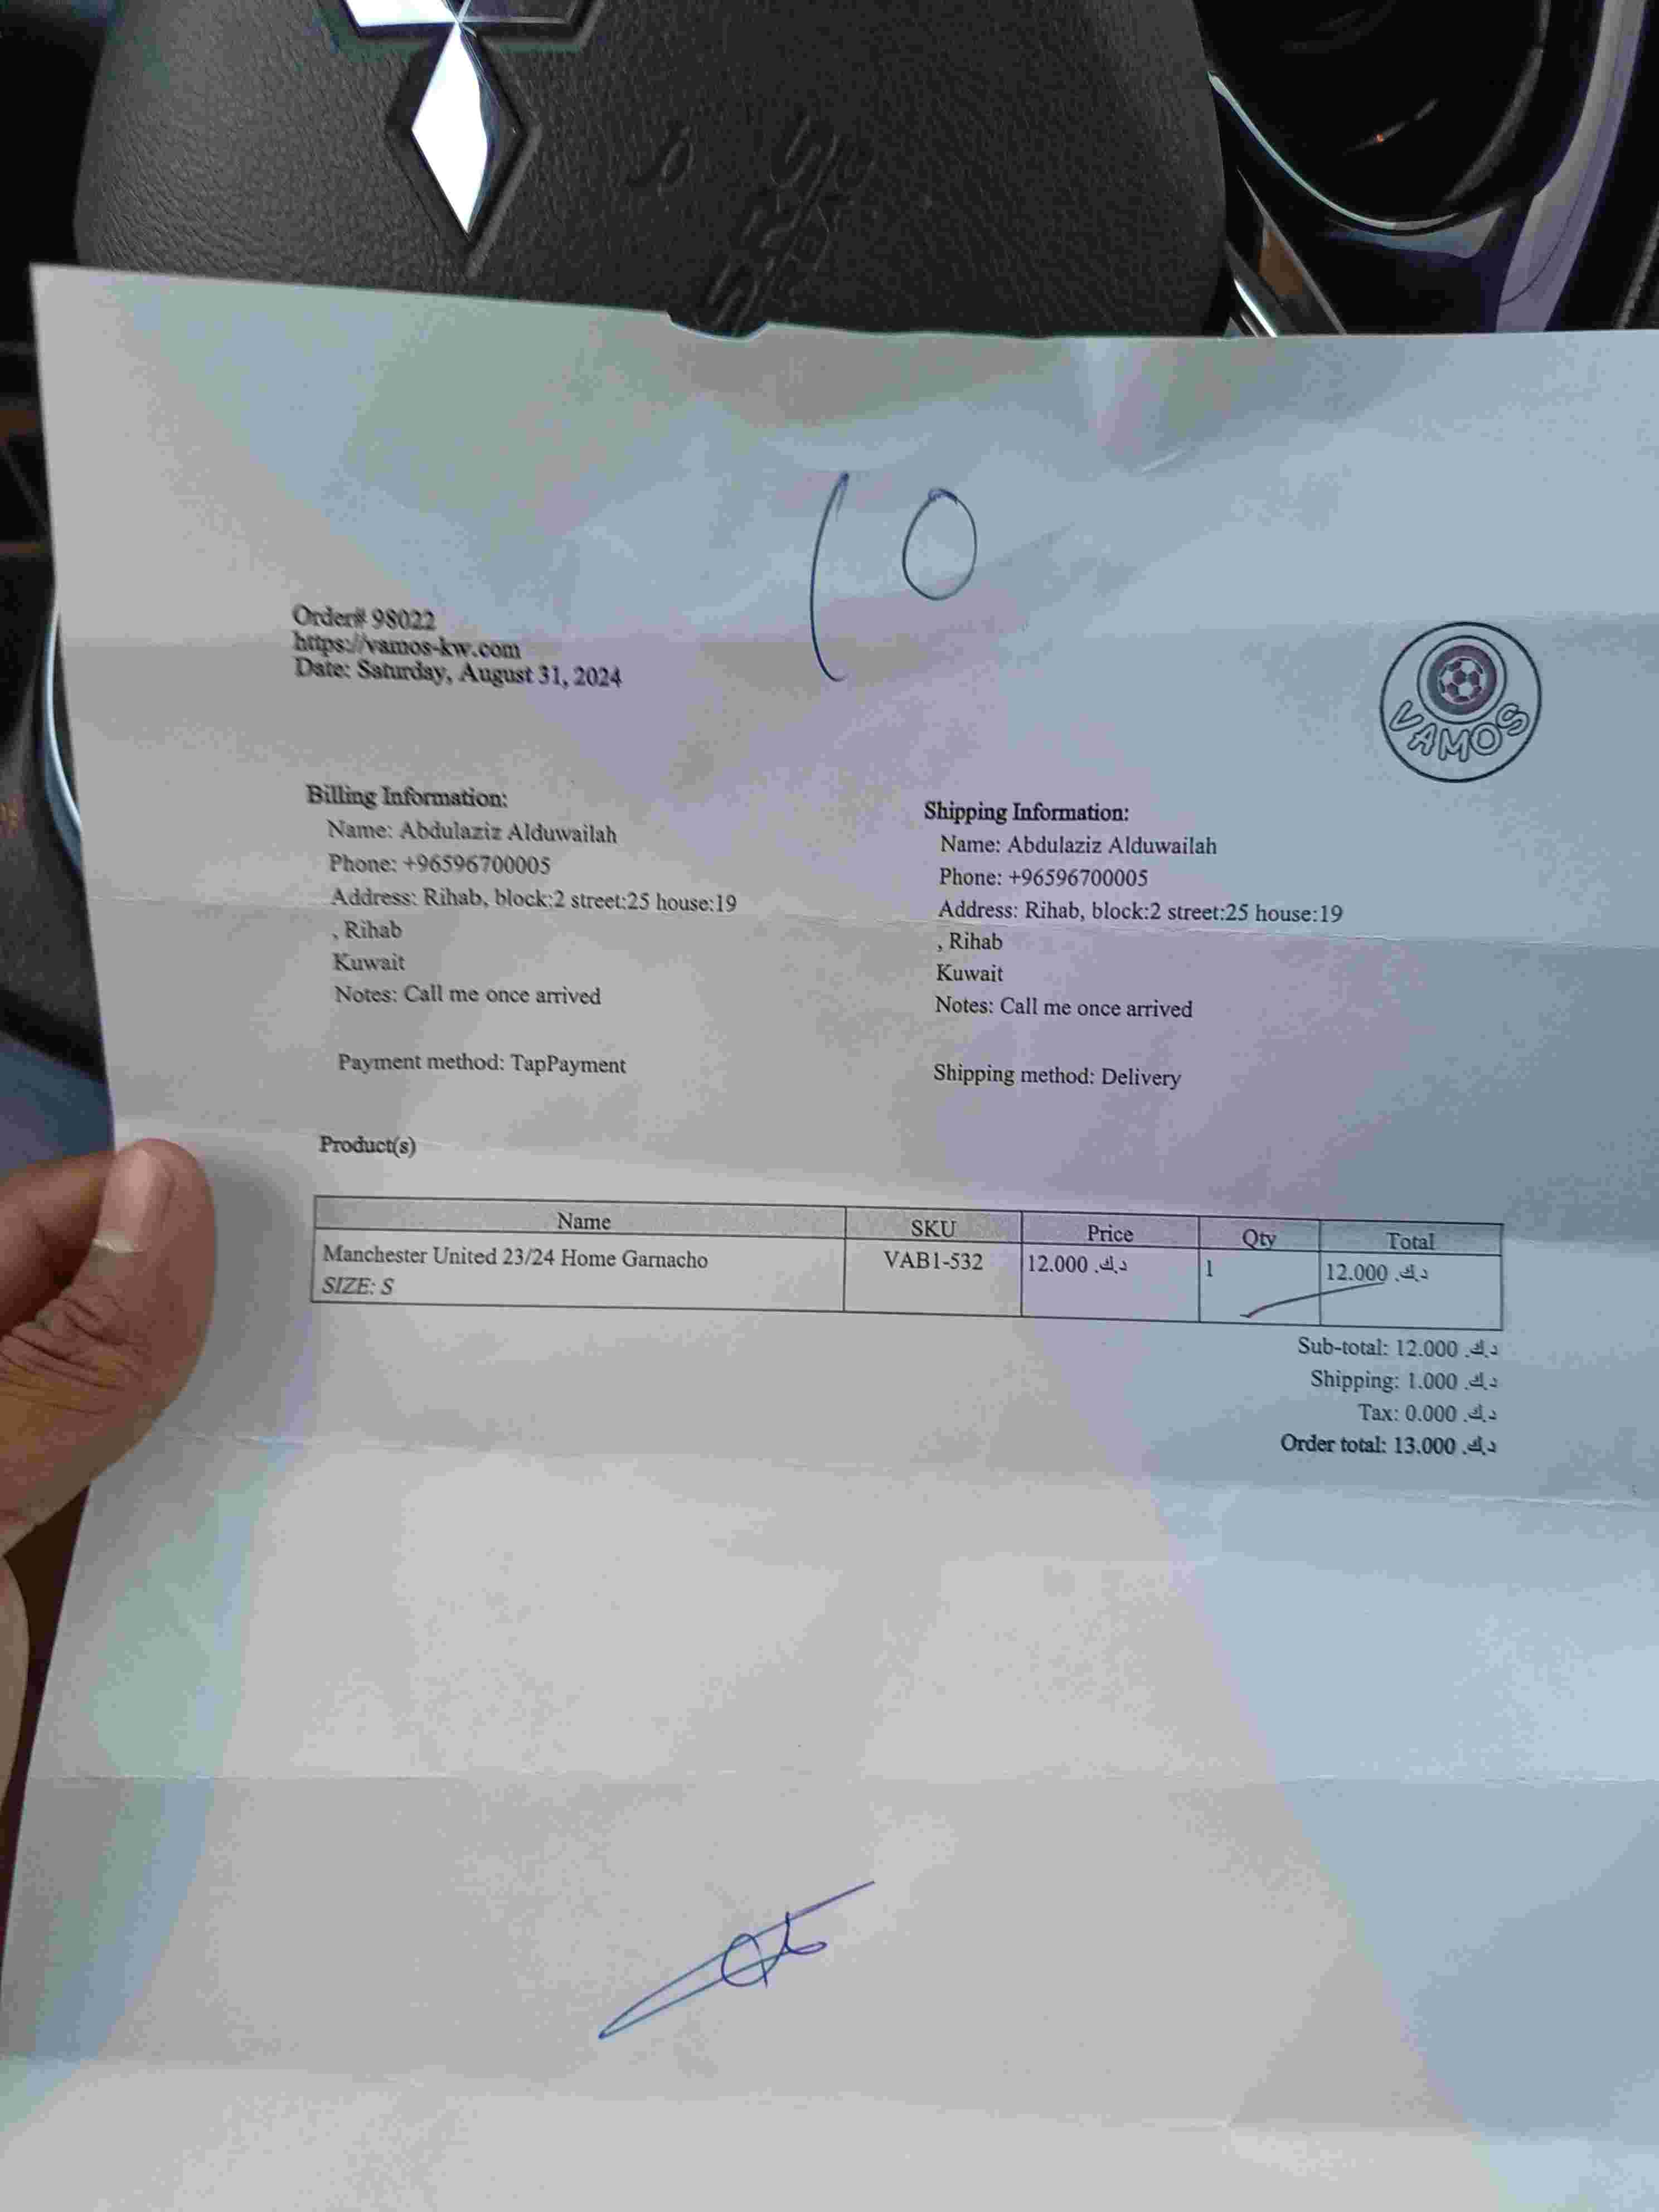 SRS
AIRBAG
10
Order# 98022
https://vamos-kw.com
Date: Saturday, August 31, 2024
VAMOS
Billing Information:
Name: Abdulaziz Alduwailah
Phone: +96596700005
Address: Rihab, block:2 street:25 house:19
, Rihab
Kuwait
Notes: Call me once arrived
Payment method: TapPayment
Shipping Information:
Name: Abdulaziz Alduwailah
Phone: +96596700005
Address: Rihab, block:2 street:25 house:19
, Rihab
Kuwait
Notes: Call me once arrived
Shipping method: Delivery
Product(s)
Name SKU Price Qty Total
Manchester United 23/24 Home Garnacho VAB1-532 12.000 د.ك. 1 12.000 د.ك.
SIZE: S
Sub-total: 12.000 د.ك.
Shipping: 1.000 د.ك.
Tax: 0.000 د.ك.
Order total: 13.000 د.ك.